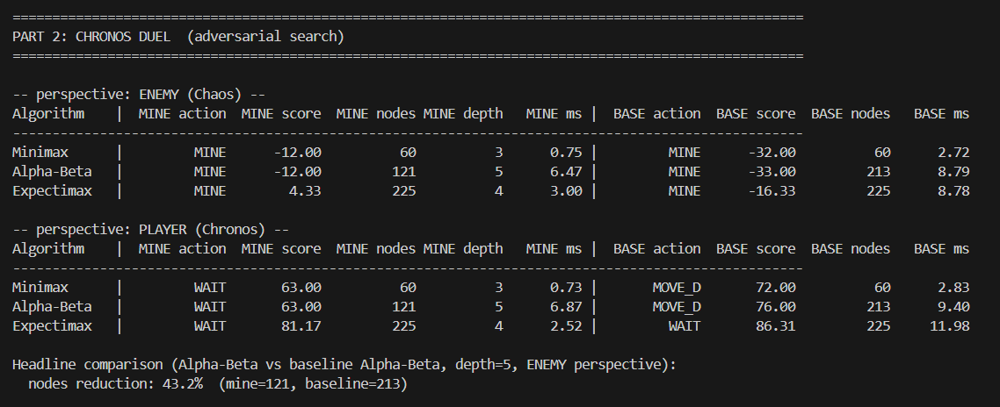 ====================================================================================================
PART 2: CHRONOS DUEL  (adversarial search)
====================================================================================================
-- perspective: ENEMY (Chaos) --
Algorithm    |  MINE action  MINE score  MINE nodes MINE depth   MINE ms |  BASE action  BASE score  BASE nodes   BASE ms
----------------------------------------------------------------------------------------------------
Minimax      |         MINE      -12.00          60          3      0.75 |         MINE      -32.00          60      2.72
Alpha-Beta   |         MINE      -12.00         121          5      6.47 |         MINE      -33.00         213      8.79
Expectimax   |         MINE        4.33         225          4      3.00 |         MINE      -16.33         225      8.78
-- perspective: PLAYER (Chronos) --
Algorithm    |  MINE action  MINE score  MINE nodes MINE depth   MINE ms |  BASE action  BASE score  BASE nodes   BASE ms
----------------------------------------------------------------------------------------------------
Minimax      |         WAIT       63.00          60          3      0.73 |       MOVE_D       72.00          60      2.83
Alpha-Beta   |         WAIT       63.00         121          5      6.87 |       MOVE_D       76.00         213      9.40
Expectimax   |         WAIT       81.17         225          4      2.52 |         WAIT       86.31         225     11.98
Headline comparison (Alpha-Beta vs baseline Alpha-Beta, depth=5, ENEMY perspective):
  nodes reduction: 43.2%  (mine=121, baseline=213)